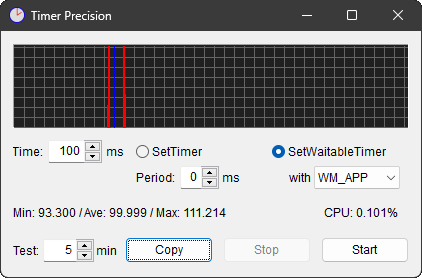 Timer Precision
Time: 100 ms SetTimer SetWaitableTimer
Period: 0 ms with WM_APP
Min: 93.300 / Ave: 99.999 / Max: 111.214 CPU: 0.101%
Test: 5 min Copy Stop Start